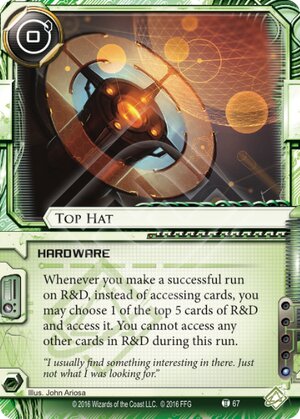 0
TOP HAT
HARDWARE
Whenever you make a successful run
on R&D, instead of accessing cards, you
may choose 1 of the top 5 cards of R&D
and access it. You cannot access any
other cards in R&D during this run.
"I usually find something interesting in there. Just
not what I was looking for."
Illus. John Ariosa
© 2016 Wizards of the Coast LLC. © 2016 FFG
67